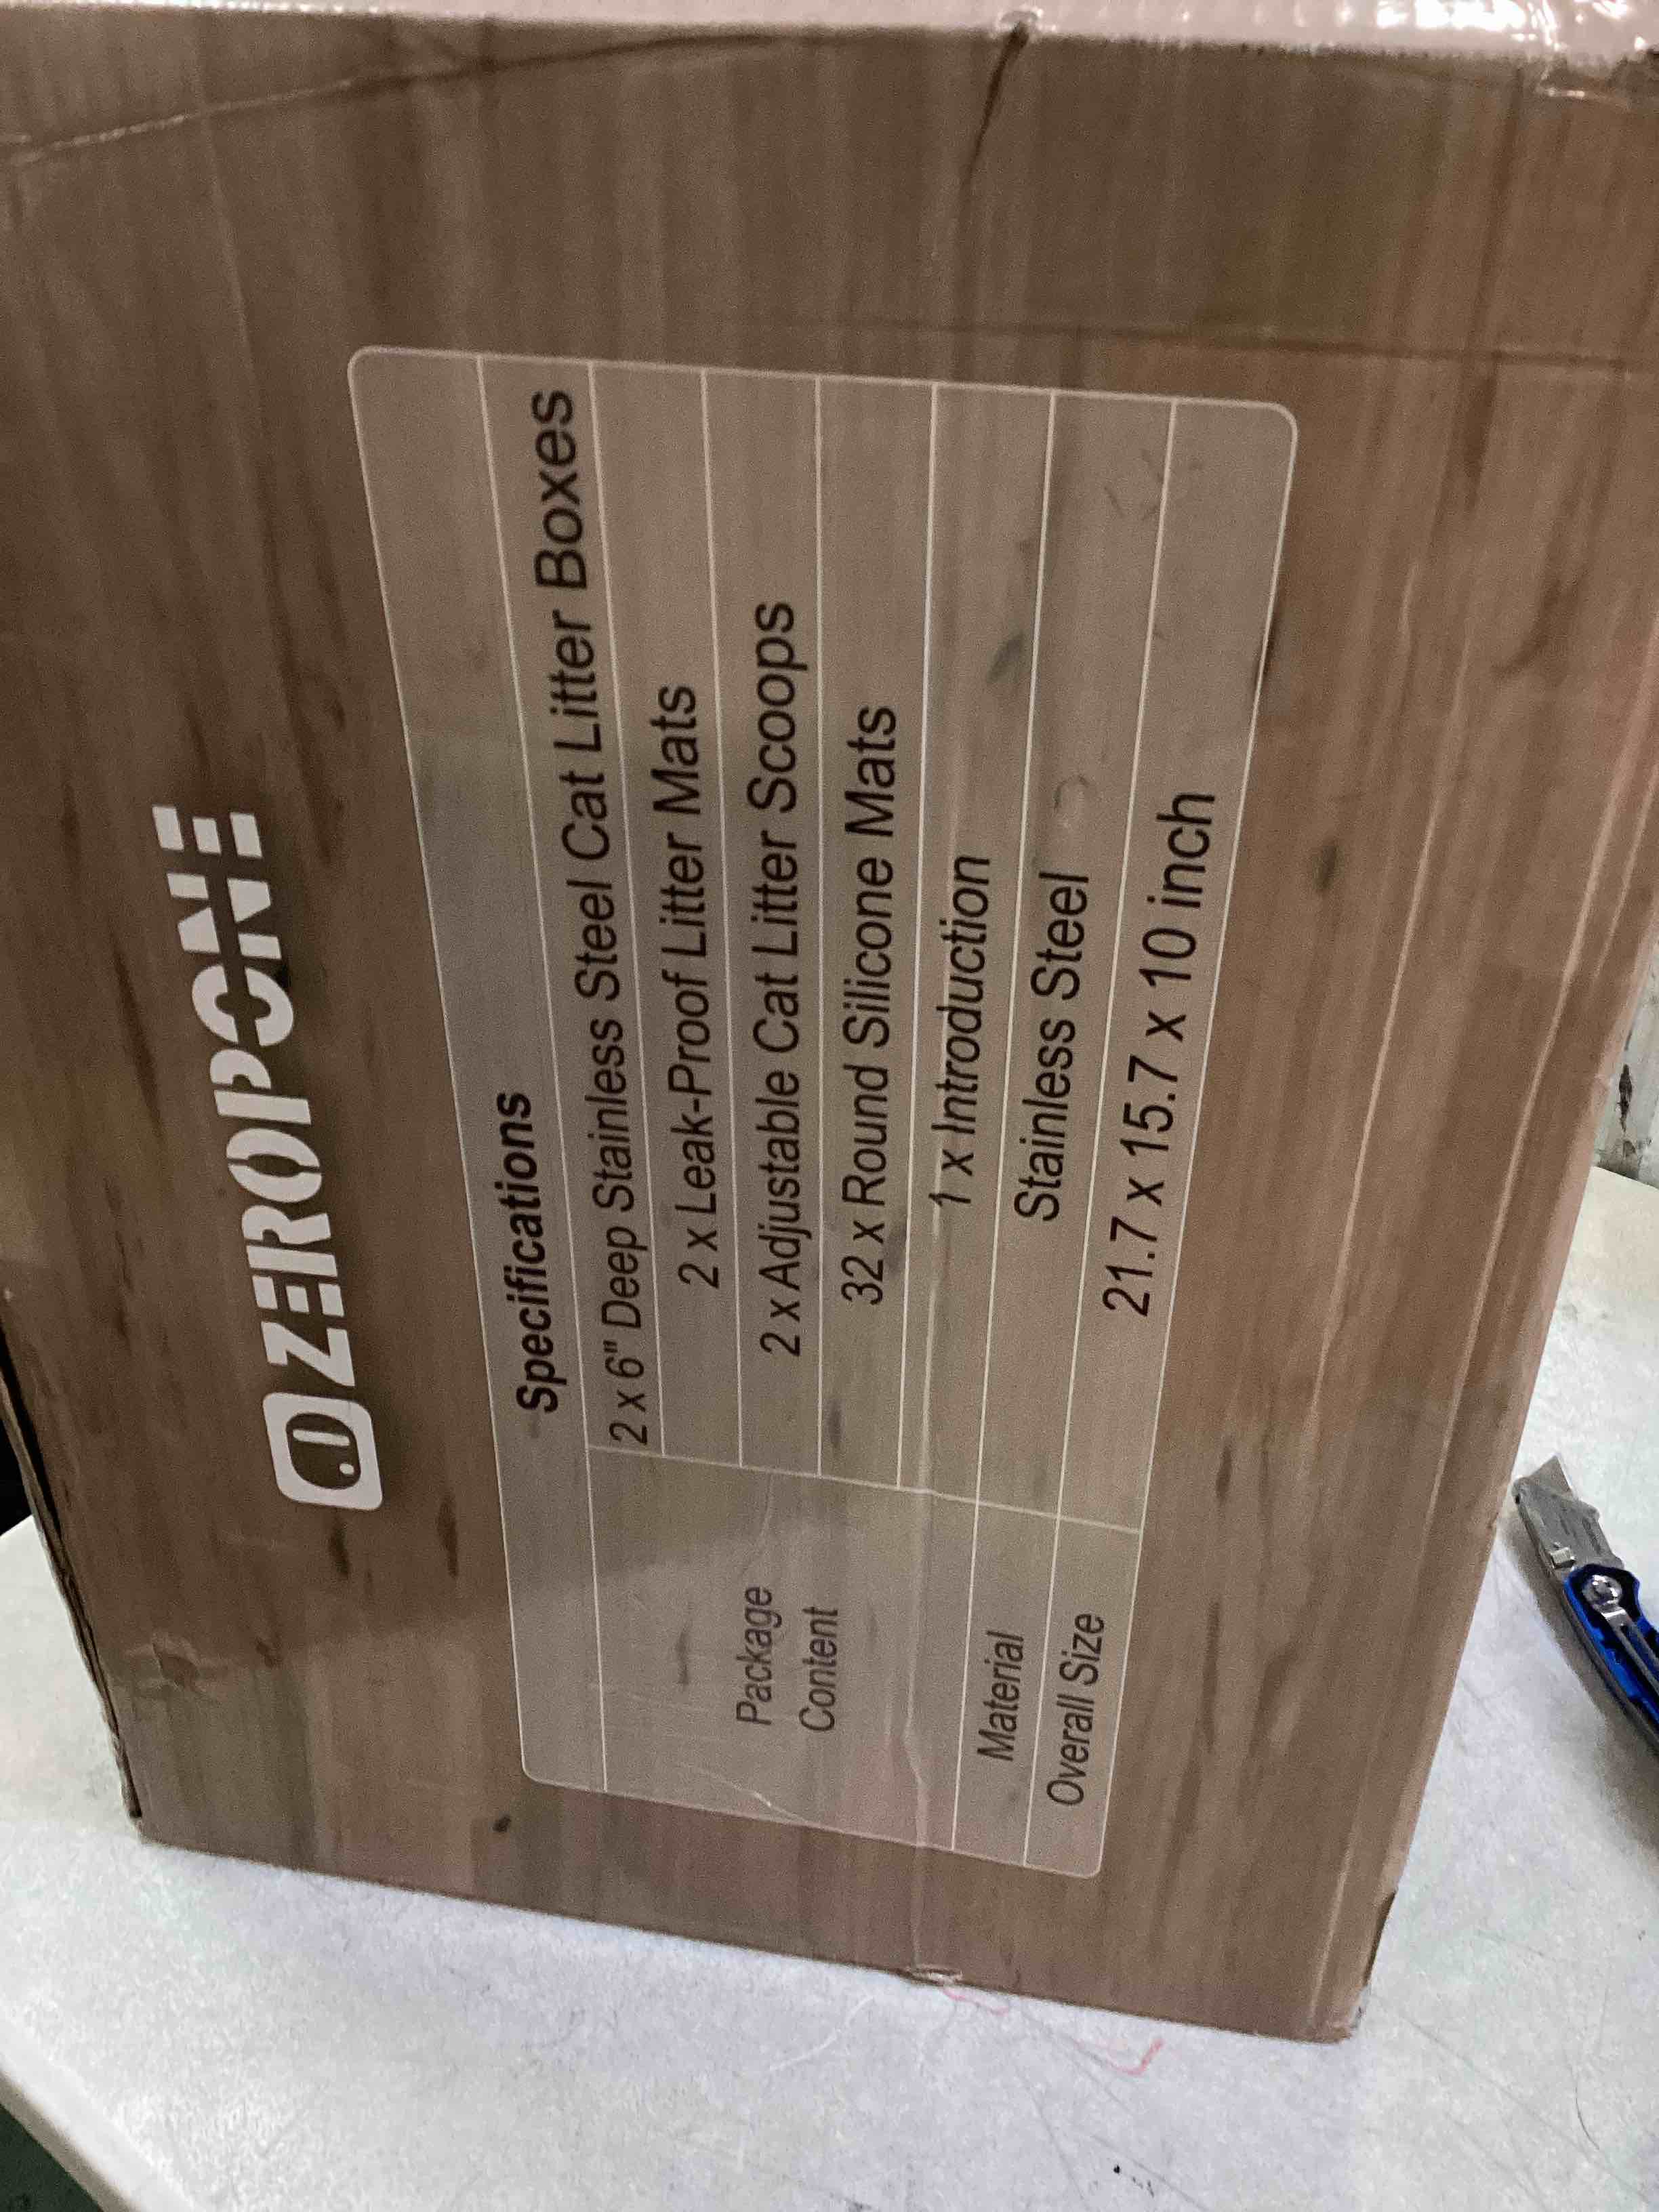 ZEROPONE
Specifications
Package
Content
2 x 6" Deep Stainless Steel Cat Litter Boxes
2 x Leak-Proof Litter Mats
2 x Adjustable Cat Litter Scoops
32 x Round Silicone Mats
1 x Introduction
Material
Stainless Steel
Overall Size
21.7 x 15.7 x 10 inch